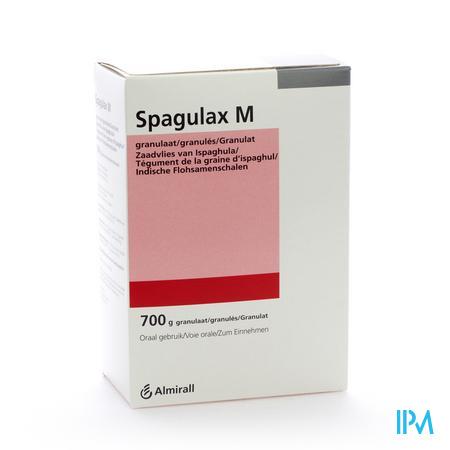 Spagulax M
granulaat/granulés/Granulat
Zaadvlies van Ispaghula/
Tégument de la graine d'ispaghul/
Indische Flohsamenschalen
700 g granulaat/granulés/Granulat
Oraal gebruik/Voie orale/Zum Einnehmen
Almirall
Spagulax M
IPM